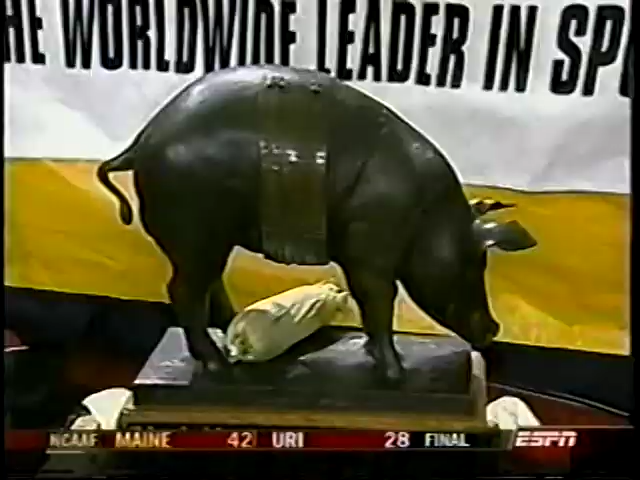 HE WORLDWIDE LEADER IN SP
NCAAF MAINE 42 URI 28 FINAL ESPN